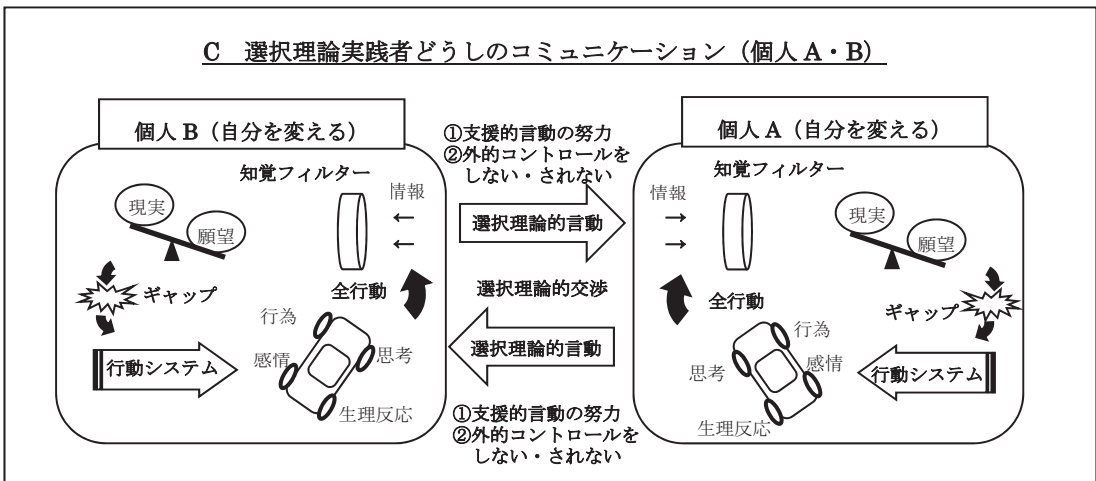 C 選択理論実践者どうしのコミュニケーション（個人 A・B）
個人 B（自分を変える）
知覚フィルター
情報
←
←
現実
願望
ギャップ
全行動
行動システム
行為
感情
思考
生理反応
①支援的言動の努力
②外的コントロールを
しない・されない
選択理論的言動
選択理論的交渉
選択理論的言動
①支援的言動の努力
②外的コントロールを
しない・されない
個人 A（自分を変える）
知覚フィルター
情報
→
→
現実
願望
全行動
ギャップ
行為
思考
感情
行動システム
生理反応